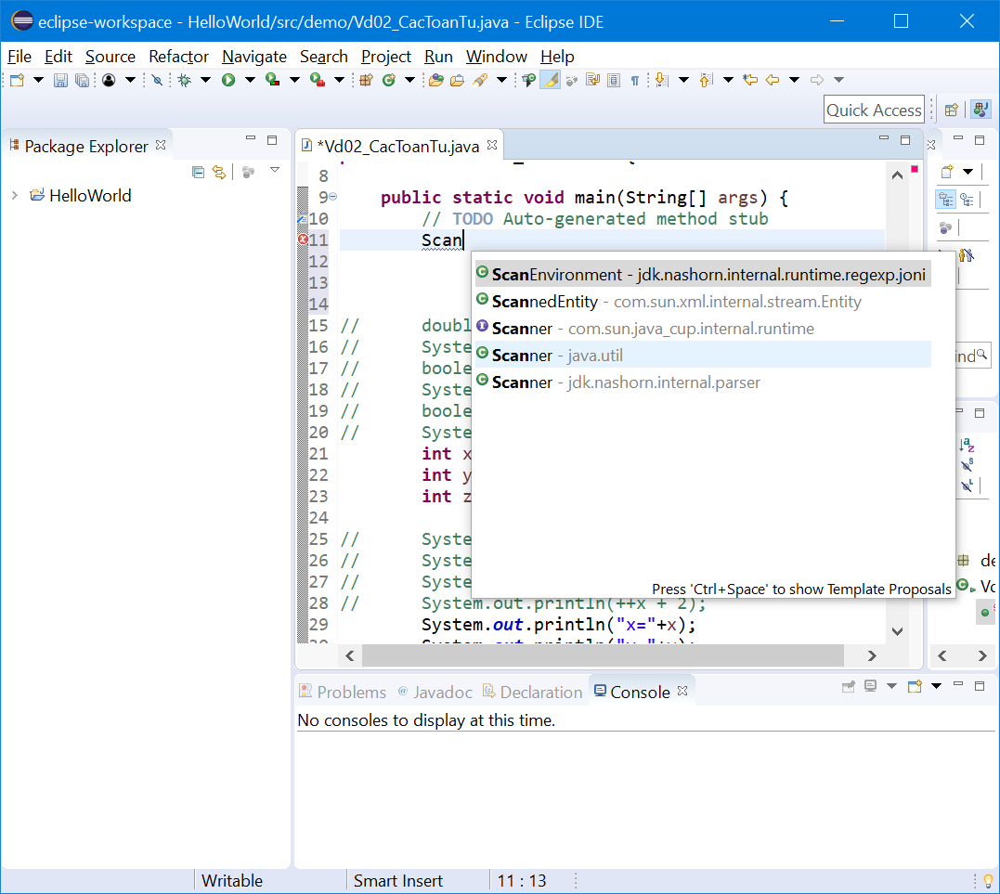 eclipse-workspace - HelloWorld/src/demo/Vd02_CacToanTu.java - Eclipse IDE
File Edit Source Refactor Navigate Search Project Run Window Help
Quick Access
Package Explorer
HelloWorld
*Vd02_CacToanTu.java
8
9 public static void main(String[] args) {
10 // TODO Auto-generated method stub
11 Scan
12
13
14
15 // doubl
16 // Syste
17 // boole
18 // Syste
19 // boole
20 // Syste
21 int x
22 int y
23 int z
24
25 // Syste
26 // Syste
27 // Syste
28 // System.out.println(++x + 2);
29 System.out.println("x="+x);
ScanEnvironment - jdk.nashorn.internal.runtime.regexp.joni
ScannedEntity - com.sun.xml.internal.stream.Entity
Scanner - com.sun.java_cup.internal.runtime
Scanner - java.util
Scanner - jdk.nashorn.internal.parser
Press 'Ctrl+Space' to show Template Proposals
ind
de
Vo
Problems @ Javadoc Declaration Console
No consoles to display at this time.
Writable Smart Insert 11 : 13